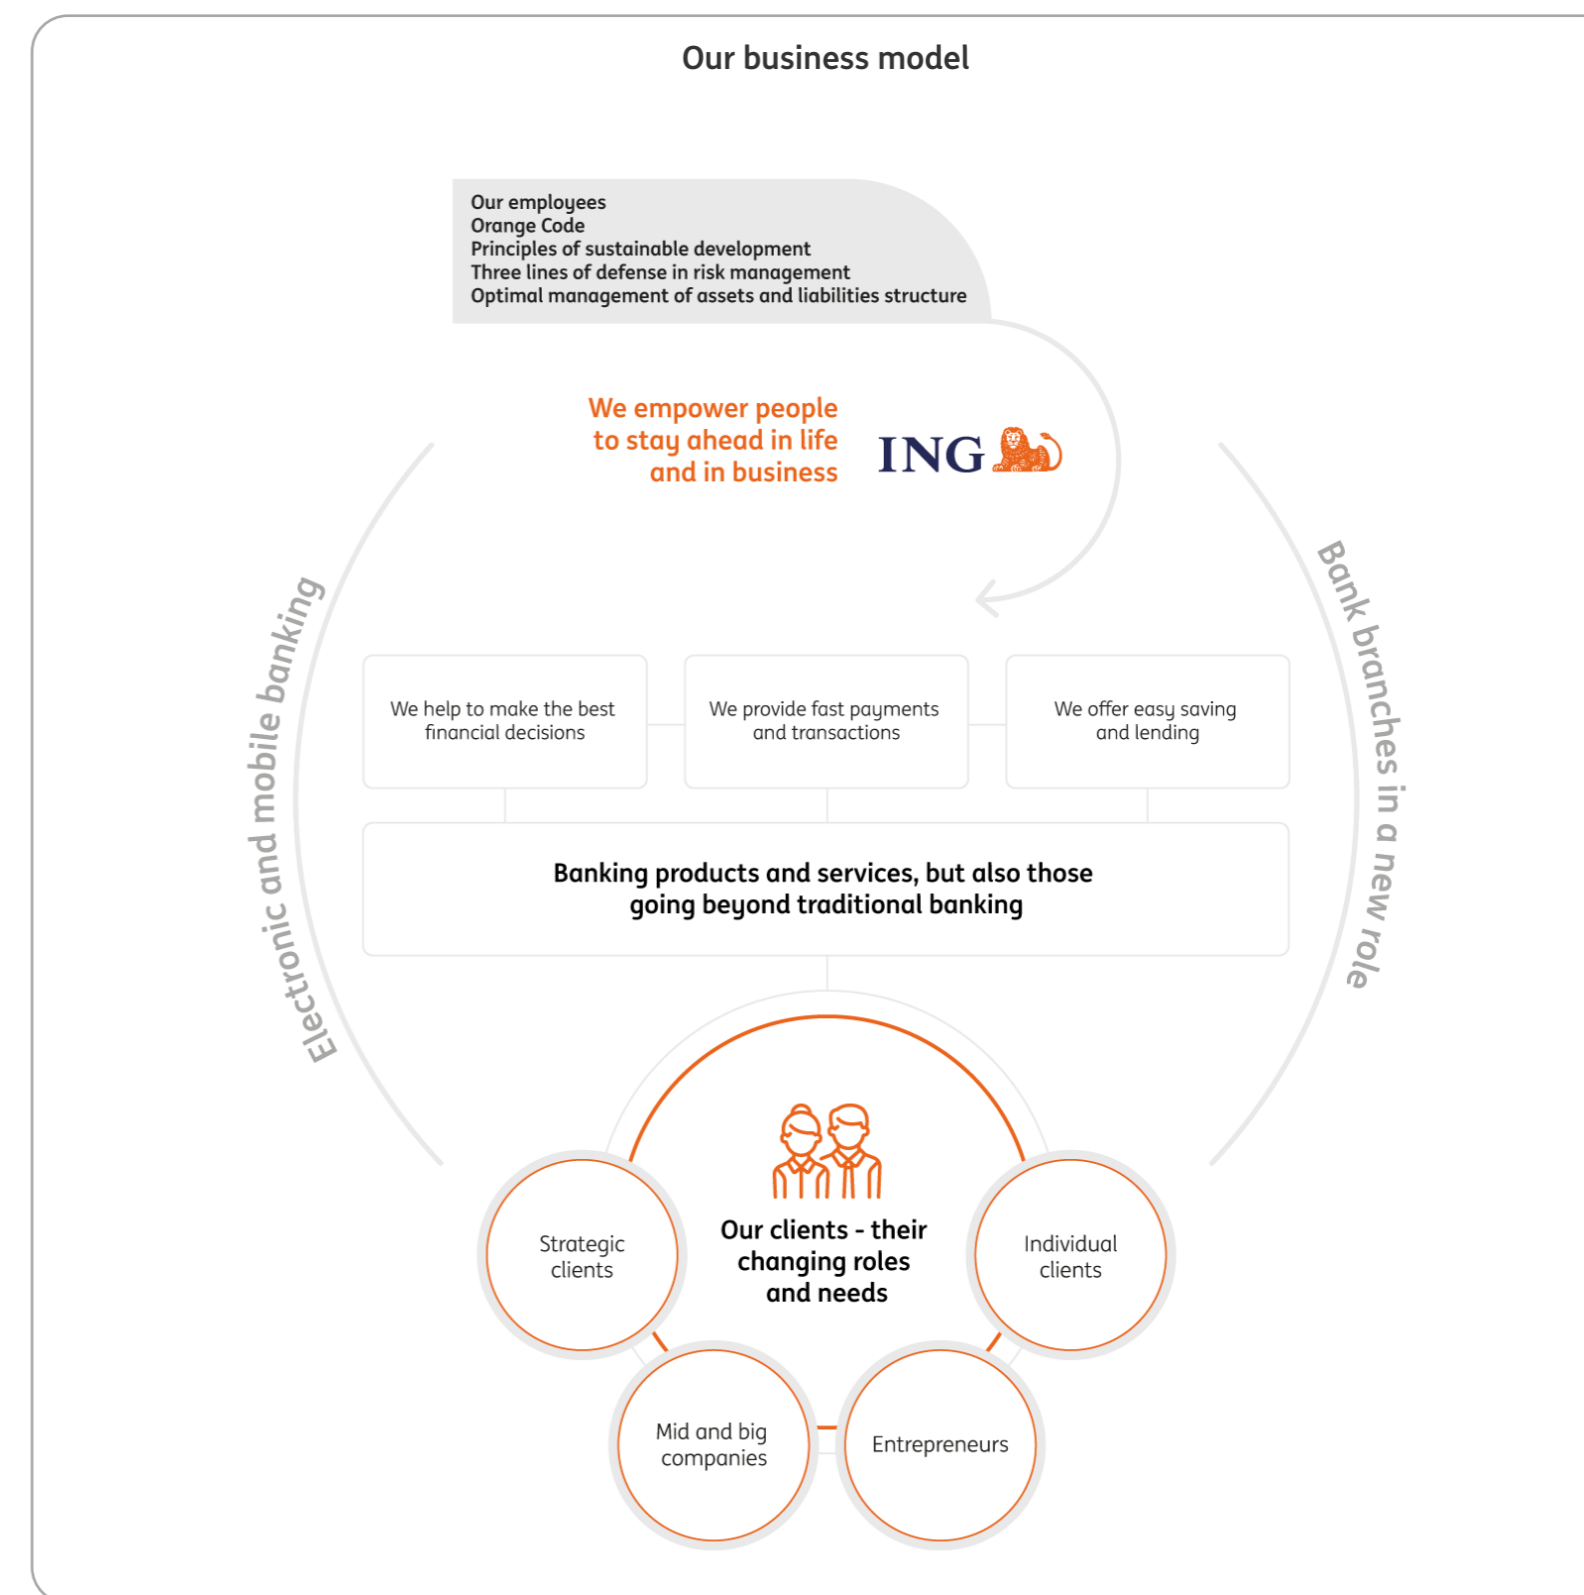 Our business model
Our employees
Orange Code
Principles of sustainable development
Three lines of defense in risk management
Optimal management of assets and liabilities structure
We empower people
to stay ahead in life
and in business
ING
Electronic and mobile banking
Bank branches in a new role
We help to make the best
financial decisions
We provide fast payments
and transactions
We offer easy saving
and lending
Banking products and services, but also those
going beyond traditional banking
Our clients - their
changing roles
and needs
Strategic
clients
Individual
clients
Mid and big
companies
Entrepreneurs